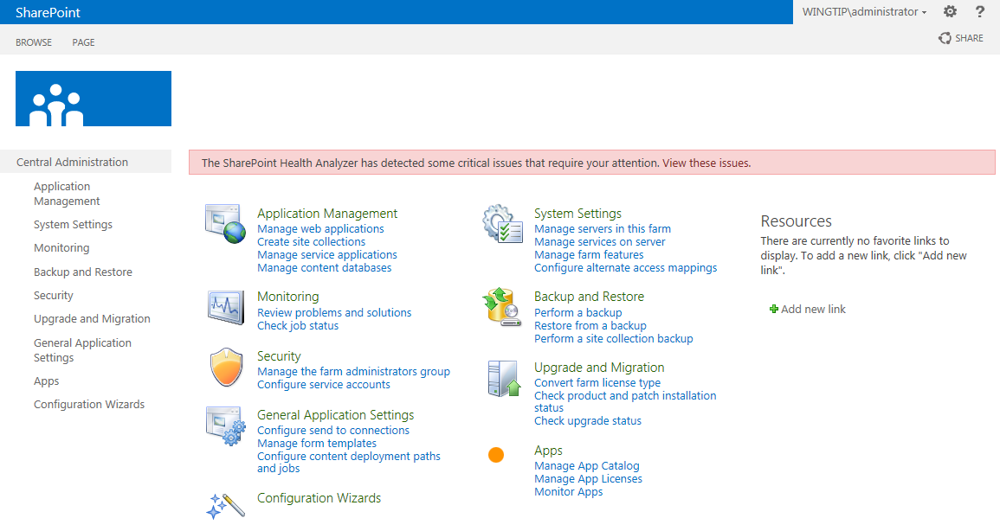 SharePoint
WINGTIP\administrator
?
BROWSE
PAGE
SHARE
Central Administration
Application
Management
System Settings
Monitoring
Backup and Restore
Security
Upgrade and Migration
General Application
Settings
Apps
Configuration Wizards
The SharePoint Health Analyzer has detected some critical issues that require your attention. View these issues.
Application Management
Manage web applications
Create site collections
Manage service applications
Manage content databases
Monitoring
Review problems and solutions
Check job status
Security
Manage the farm administrators group
Configure service accounts
General Application Settings
Configure send to connections
Manage form templates
Configure content deployment paths
and jobs
Configuration Wizards
System Settings
Manage servers in this farm
Manage services on server
Manage farm features
Configure alternate access mappings
Backup and Restore
Perform a backup
Restore from a backup
Perform a site collection backup
Upgrade and Migration
Convert farm license type
Check product and patch installation
status
Check upgrade status
Apps
Manage App Catalog
Manage App Licenses
Monitor Apps
Resources
There are currently no favorite links to
display. To add a new link, click "Add new
link".
Add new link